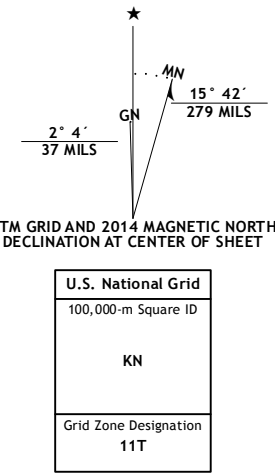 ★
MN
GN
15° 42´
279 MILS
2° 4´
37 MILS
TM GRID AND 2014 MAGNETIC NORTH
DECLINATION AT CENTER OF SHEET
U.S. National Grid
100,000-m Square ID
KN
Grid Zone Designation
11T